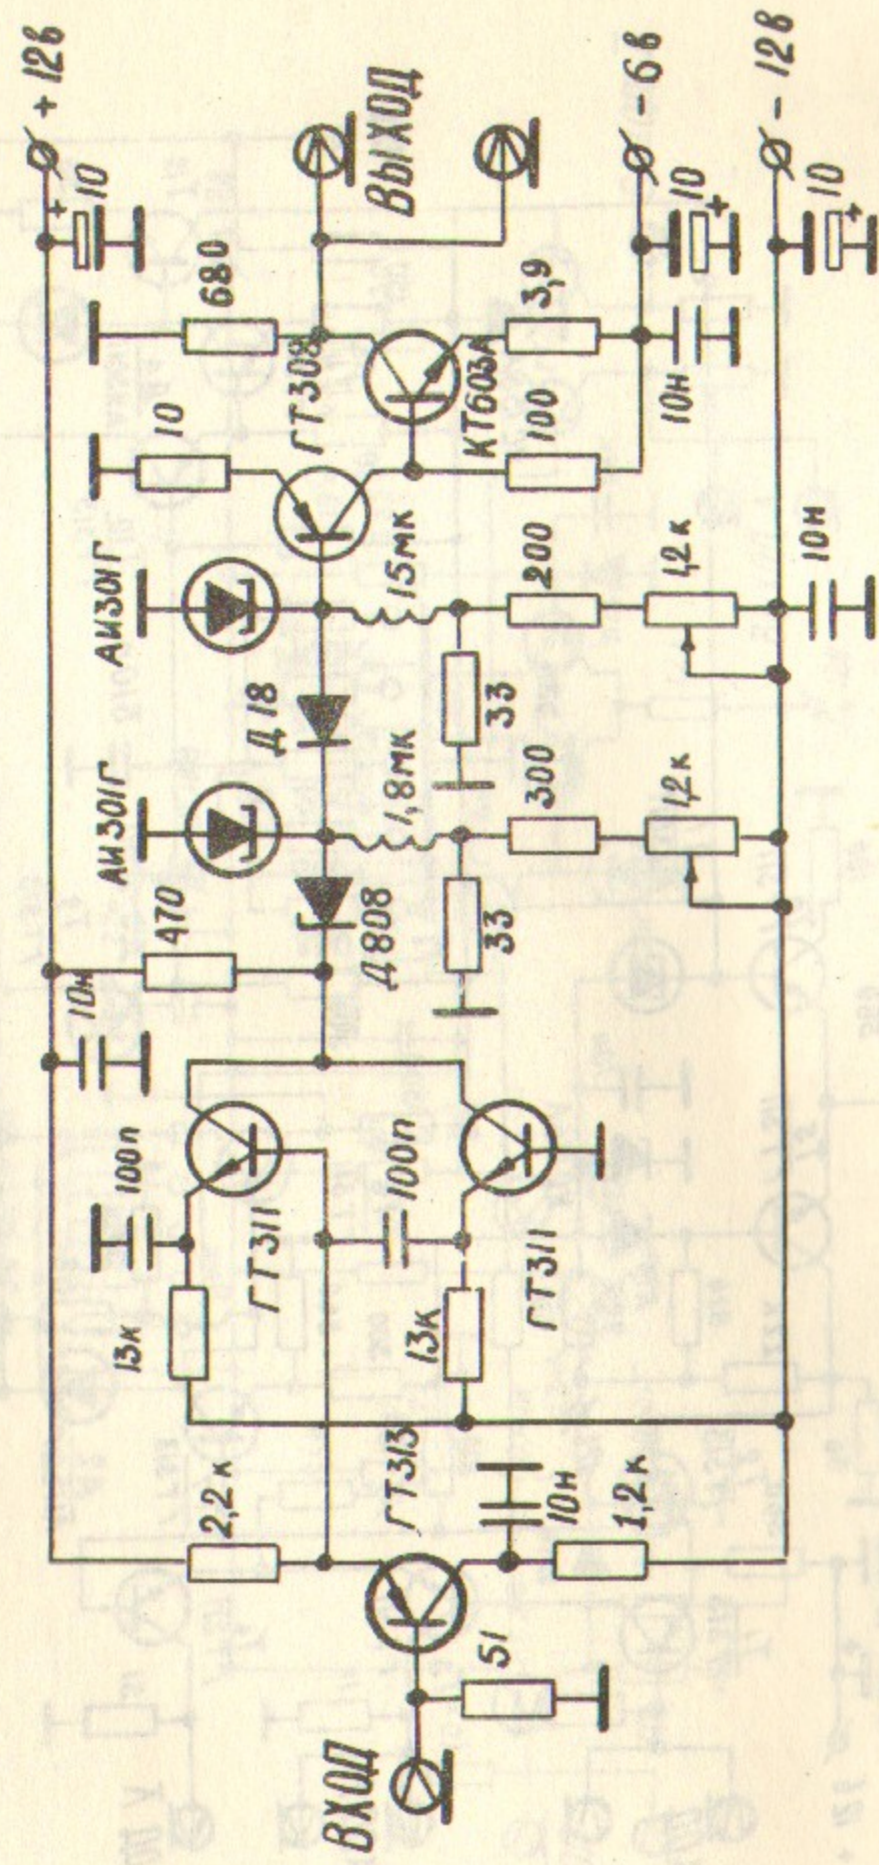 ВХОД
51
2,2к
ГТ313
10н
1,2к
13к
100п
ГТ311
13к
100п
ГТ311
10н
470
Д808
АИ301Г
1,8мк
33
300
1,2к
Д18
АИ301Г
15мк
33
200
1,2к
10н
10
ГТ308
100
КТ603А
680
3,9
10н
+
10
10
+
10
+
ВЫХОД
+12в
-6в
-12в